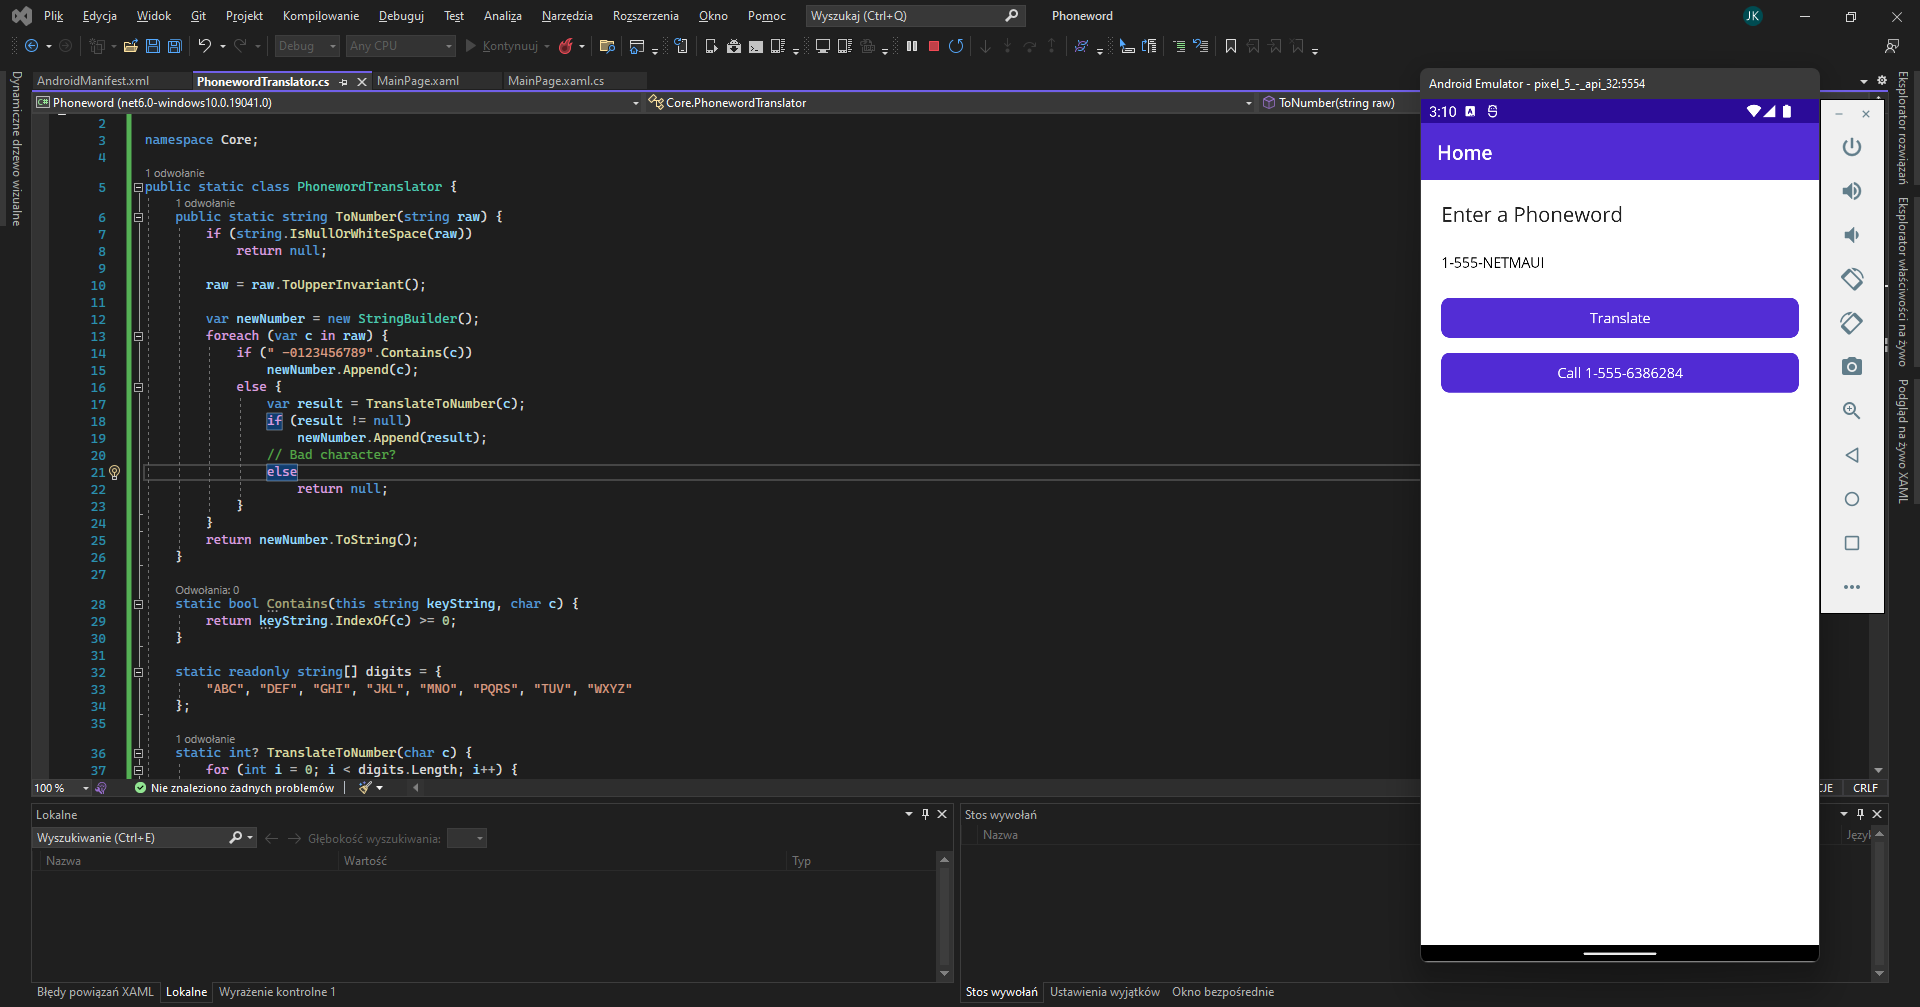 Plik Edycja Widok Git Projekt Kompilowanie Debuguj Test Analiza Narzędzia Rozszerzenia Okno Pomoc Wyszukaj (Ctrl+Q) Phoneword JK
Debug Any CPU Kontynuuj
AndroidManifest.xml PhonewordTranslator.cs MainPage.xaml MainPage.xaml.cs
C# Phoneword (net6.0-windows10.0.19041.0) Core.PhonewordTranslator ToNumber(string raw)
Dynamiczne drzewo wizualne
2
3 namespace Core;
4
1 odwołanie
5 public static class PhonewordTranslator {
1 odwołanie
6 public static string ToNumber(string raw) {
7 if (string.IsNullOrWhiteSpace(raw))
8 return null;
9
10 raw = raw.ToUpperInvariant();
11
12 var newNumber = new StringBuilder();
13 foreach (var c in raw) {
14 if (" -0123456789".Contains(c))
15 newNumber.Append(c);
16 else {
17 var result = TranslateToNumber(c);
18 if (result != null)
19 newNumber.Append(result);
20 // Bad character?
21 else
22 return null;
23 }
24 }
25 return newNumber.ToString();
26 }
27
Odwołania: 0
28 static bool Contains(this string keyString, char c) {
29 return keyString.IndexOf(c) >= 0;
30 }
31
32 static readonly string[] digits = {
33 "ABC", "DEF", "GHI", "JKL", "MNO", "PQRS", "TUV", "WXYZ"
34 };
35
1 odwołanie
36 static int? TranslateToNumber(char c) {
37 for (int i = 0; i < digits.Length; i++) {
100 % Nie znaleziono żadnych problemów CRLF
Lokalne
Wyszukiwanie (Ctrl+E) Głębokość wyszukiwania:
Nazwa Wartość Typ
Błędy powiązań XAML Lokalne Wyrażenie kontrolne 1
Stos wywołań
Nazwa Język
Stos wywołań Ustawienia wyjątków Okno bezpośrednie
Android Emulator - pixel_5_-_api_32:5554
3:10
Home
Enter a Phoneword
1-555-NETMAUI
Translate
Call 1-555-6386284
Eksplorator rozwiązań
Eksplorator właściwości na żywo
Podgląd na żywo XAML